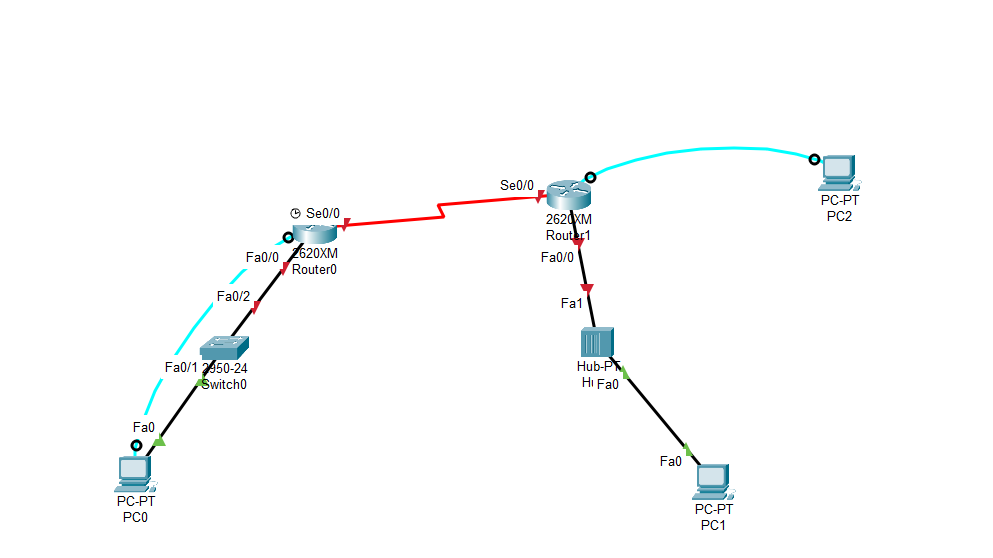 PC-PT
PC2
Se0/0
2620XM
Router1
Se0/0
2620XM
Router0
Fa0/0
Fa0/0
Fa0/2
Fa1
Fa0/1
2950-24
Switch0
Hub-PT
Fa0
Fa0
Fa0
PC-PT
PC0
PC-PT
PC1